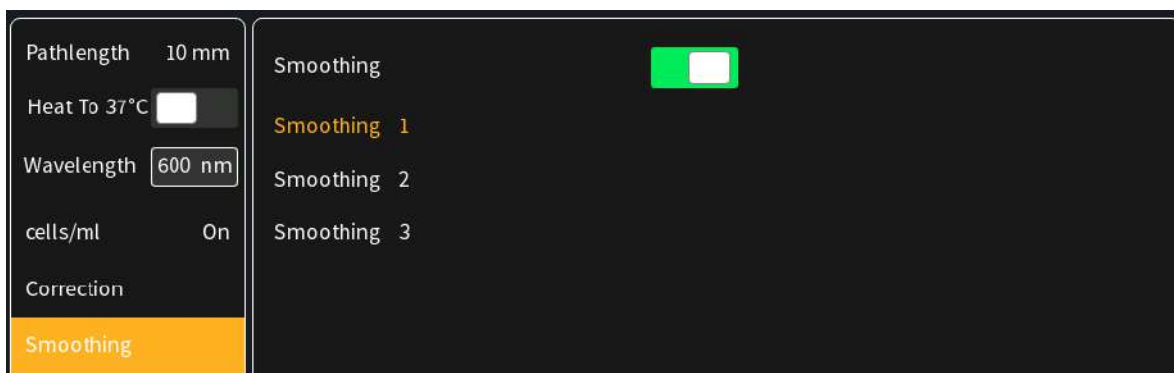 Pathlength 10 mm
Heat To 37°C
Wavelength 600 nm
cells/ml On
Correction
Smoothing
Smoothing
Smoothing 1
Smoothing 2
Smoothing 3